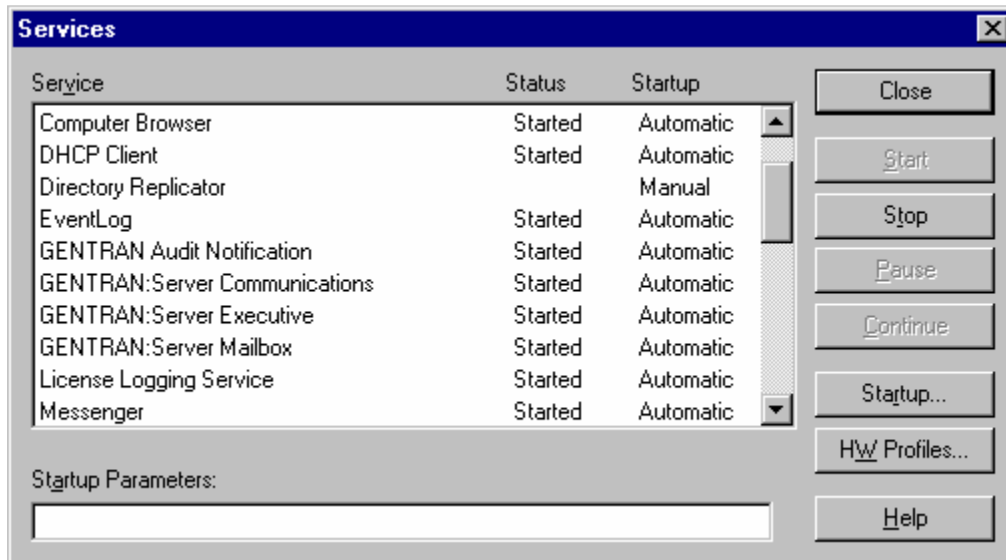 Services
Service Status Startup
Computer Browser Started Automatic
DHCP Client Started Automatic
Directory Replicator Manual
EventLog Started Automatic
GENTRAN Audit Notification Started Automatic
GENTRAN:Server Communications Started Automatic
GENTRAN:Server Executive Started Automatic
GENTRAN:Server Mailbox Started Automatic
License Logging Service Started Automatic
Messenger Started Automatic
Startup Parameters:
Close
Start
Stop
Pause
Continue
Startup...
HW Profiles...
Help